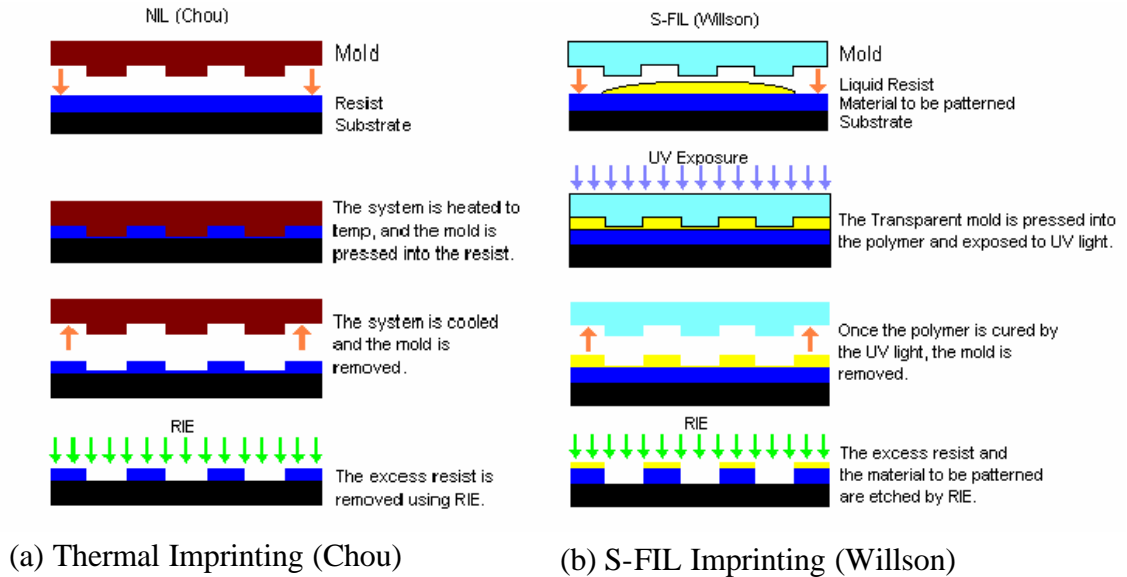 NIL (Chou)
Mold
Resist
Substrate
The system is heated to
temp, and the mold is
pressed into the resist.
The system is cooled
and the mold is
removed.
RIE
The excess resist is
removed using RIE.
(a) Thermal Imprinting (Chou)
S-FIL (Willson)
Mold
Liquid Resist
Material to be patterned
Substrate
UV Exposure
The Transparent mold is pressed into
the polymer and exposed to UV light.
Once the polymer is cured by
the UV light, the mold is
removed.
RIE
The excess resist and
the material to be patterned
are etched by RIE.
(b) S-FIL Imprinting (Willson)